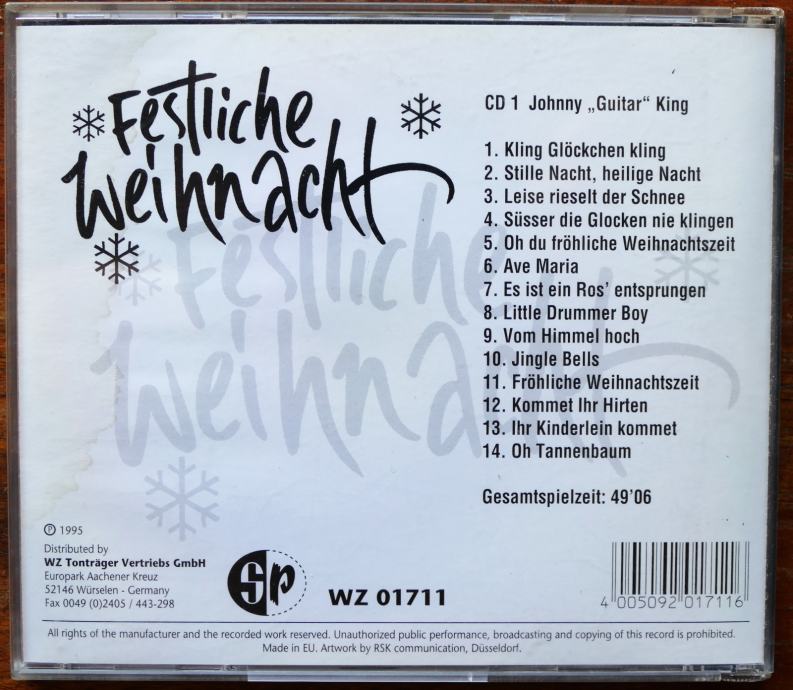 Festliche
Weihnacht
CD 1 Johnny „Guitar“ King
1. Kling Glöckchen kling
2. Stille Nacht, heilige Nacht
3. Leise rieselt der Schnee
4. Süsser die Glocken nie klingen
5. Oh du fröhliche Weihnachtszeit
6. Ave Maria
7. Es ist ein Ros’ entsprungen
8. Little Drummer Boy
9. Vom Himmel hoch
10. Jingle Bells
11. Fröhliche Weihnachtszeit
12. Kommet Ihr Hirten
13. Ihr Kinderlein kommet
14. Oh Tannenbaum
Gesamtspielzeit: 49’06
Festliche
Weihnacht
℗ 1995
Distributed by
WZ Tonträger Vertriebs GmbH
Europark Aachener Kreuz
52146 Würselen - Germany
Fax 0049 (0)2405 / 443-298
SP
WZ 01711
4 005092 017116
All rights of the manufacturer and the recorded work reserved. Unauthorized public performance, broadcasting and copying of this record is prohibited.
Made in EU. Artwork by RSK communication, Düsseldorf.